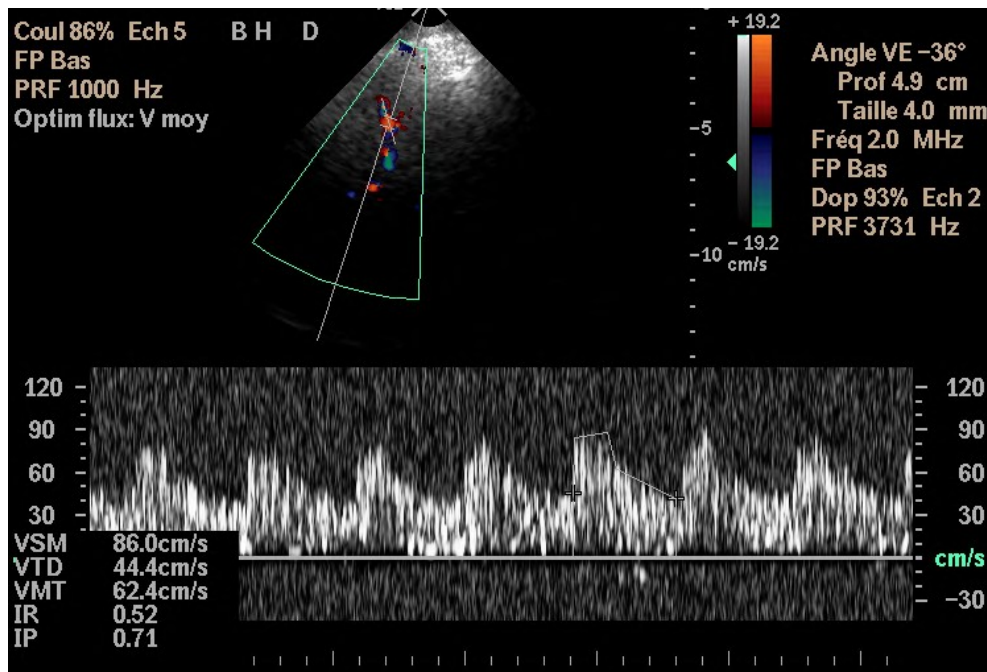 Coul 86% Ech 5
FP Bas
PRF 1000 Hz
Optim flux: V moy
B H D
+ 19.2
- 19.2
cm/s
-5
-10
Angle VE -36°
Prof 4.9 cm
Taille 4.0 mm
Fréq 2.0 MHz
FP Bas
Dop 93% Ech 2
PRF 3731 Hz
120
90
60
30
VSM 86.0cm/s
VTD 44.4cm/s
VMT 62.4cm/s
IR 0.52
IP 0.71
120
90
60
30
cm/s
-30